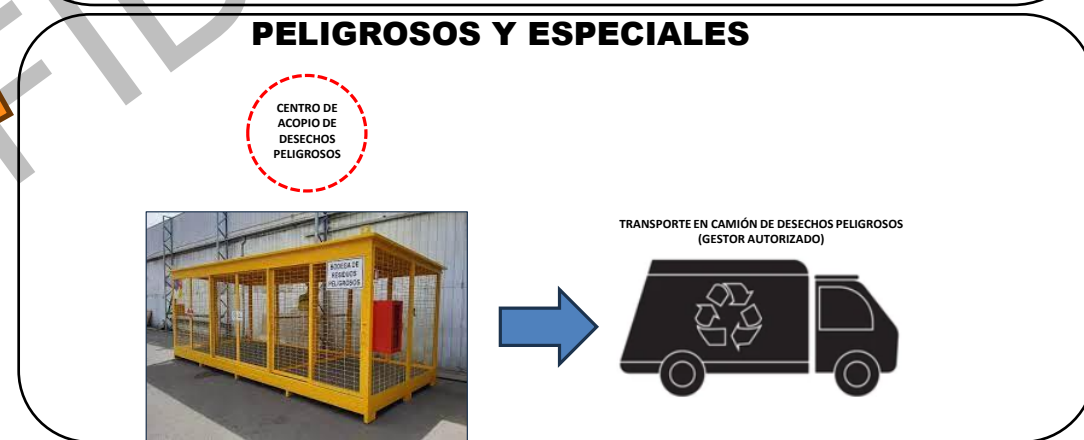 PELIGROSOS Y ESPECIALES
CENTRO DE
ACOPIO DE
DESECHOS
PELIGROSOS
BODEGA DE
RESIDUOS
PELIGROSOS
TRANSPORTE EN CAMIÓN DE DESECHOS PELIGROSOS
(GESTOR AUTORIZADO)